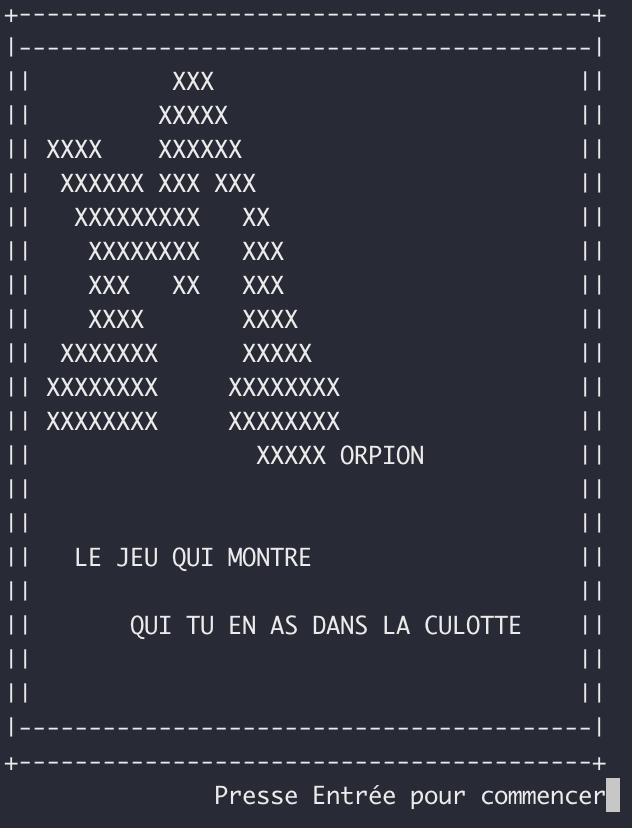 +-----------------------------------------+
|-----------------------------------------|
||          XXX                          ||
||         XXXXX                         ||
|| XXXX    XXXXXX                        ||
||  XXXXXX XXX XXX                       ||
||   XXXXXXXXX   XX                      ||
||    XXXXXXXX   XXX                     ||
||    XXX   XX   XXX                     ||
||    XXXX       XXXX                    ||
||  XXXXXXX      XXXXX                   ||
|| XXXXXXXX     XXXXXXXX                 ||
|| XXXXXXXX     XXXXXXXX                 ||
||                XXXXX ORPION           ||
||                                       ||
||                                       ||
||   LE JEU QUI MONTRE                   ||
||                                       ||
||       QUI TU EN AS DANS LA CULOTTE    ||
||                                       ||
||                                       ||
|-----------------------------------------|
+-----------------------------------------+
               Presse Entrée pour commencer